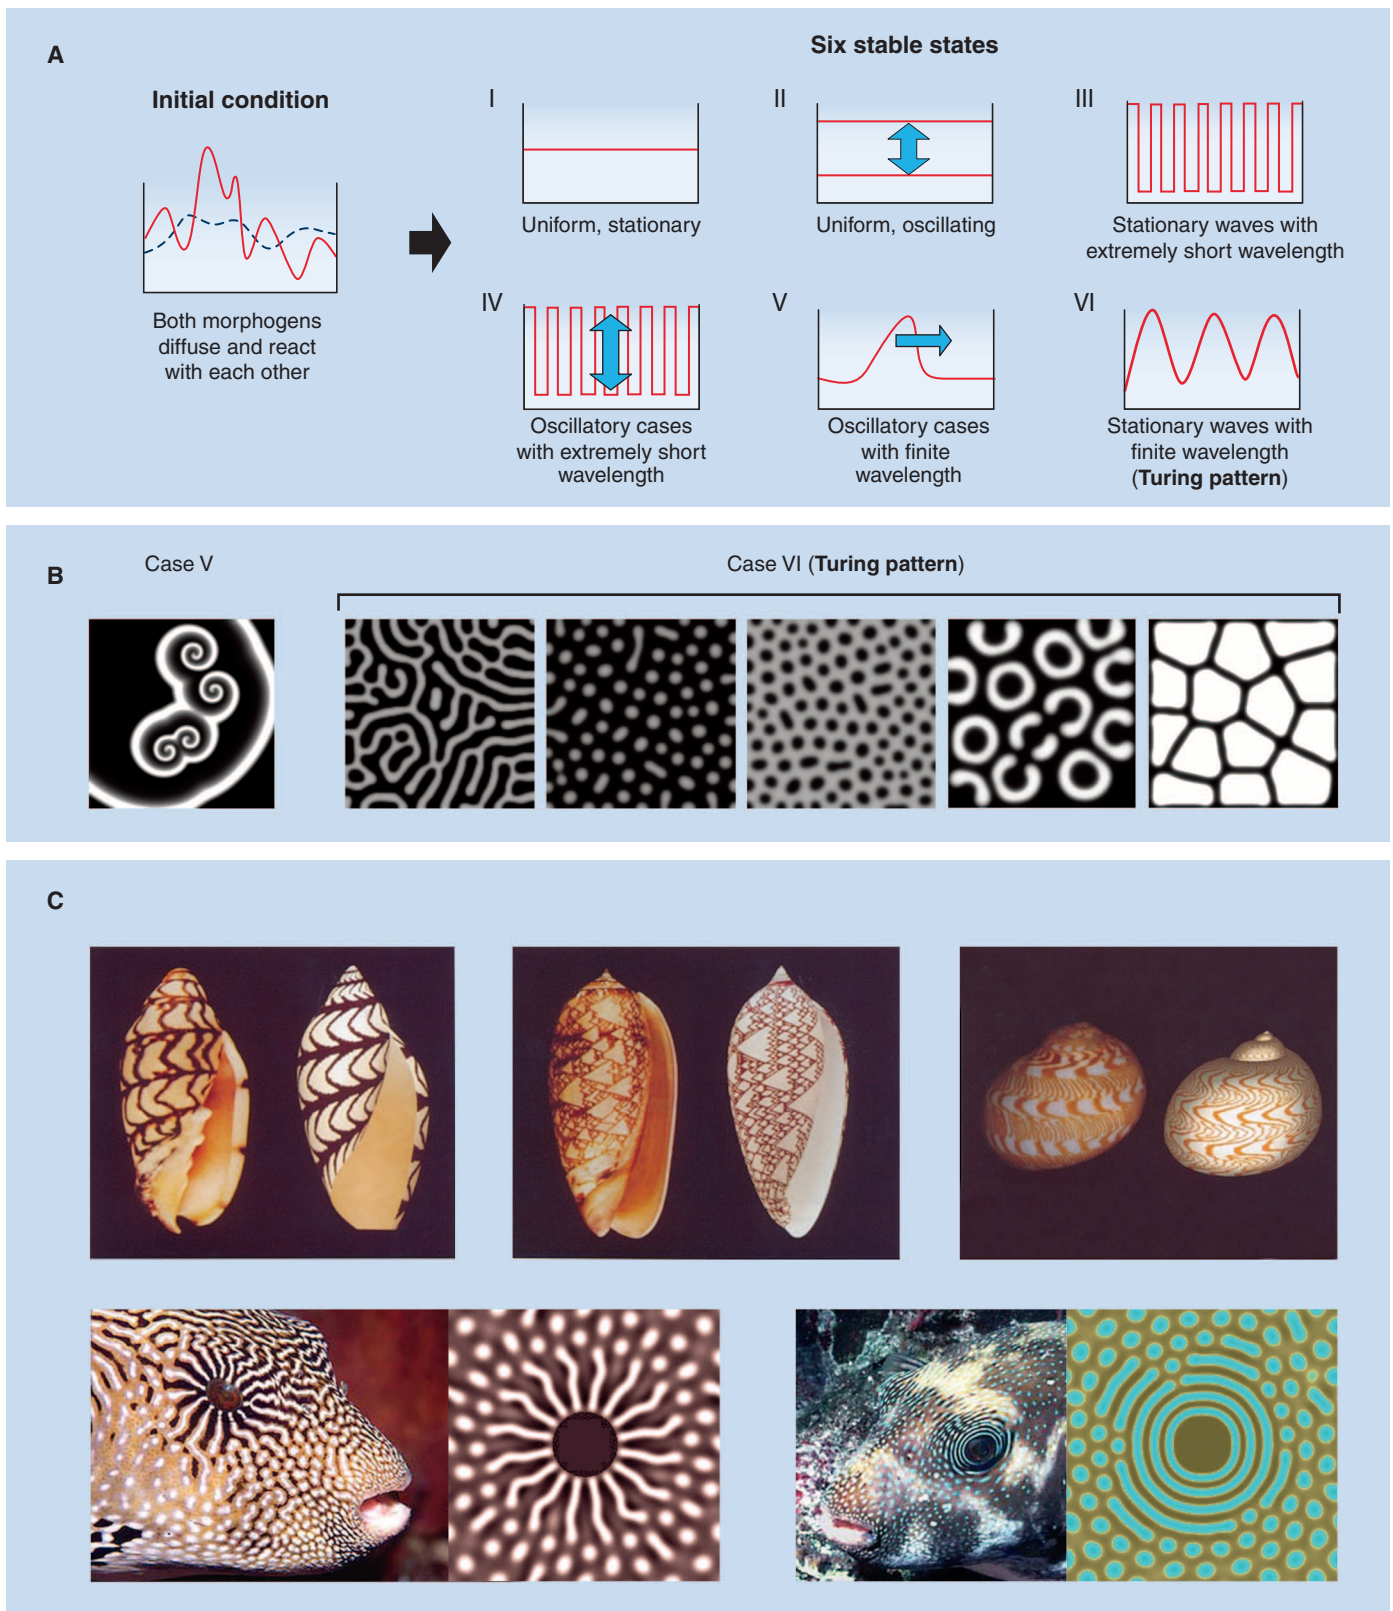 A
Six stable states
Initial condition
Both morphogens
diffuse and react
with each other
I
Uniform, stationary
II
Uniform, oscillating
III
Stationary waves with
extremely short wavelength
IV
Oscillatory cases
with extremely short
wavelength
V
Oscillatory cases
with finite
wavelength
VI
Stationary waves with
finite wavelength
(Turing pattern)
B
Case V
Case VI (Turing pattern)
C